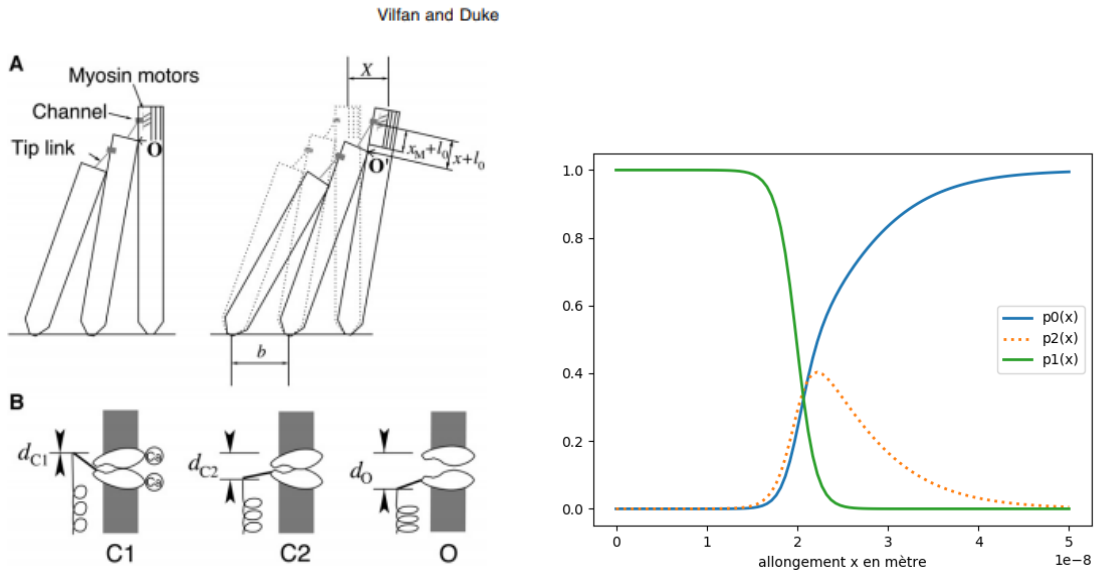 Vilfan and Duke
A
Myosin motors
Channel
Tip link
O
X
O'
x_M+l_0
x+l_0
b
B
d_C1
Ca
Ca
C1
d_C2
C2
d_O
O
1.0
0.8
0.6
0.4
0.2
0.0
p0(x)
p2(x)
p1(x)
0 1 2 3 4 5
1e−8
allongement x en mètre